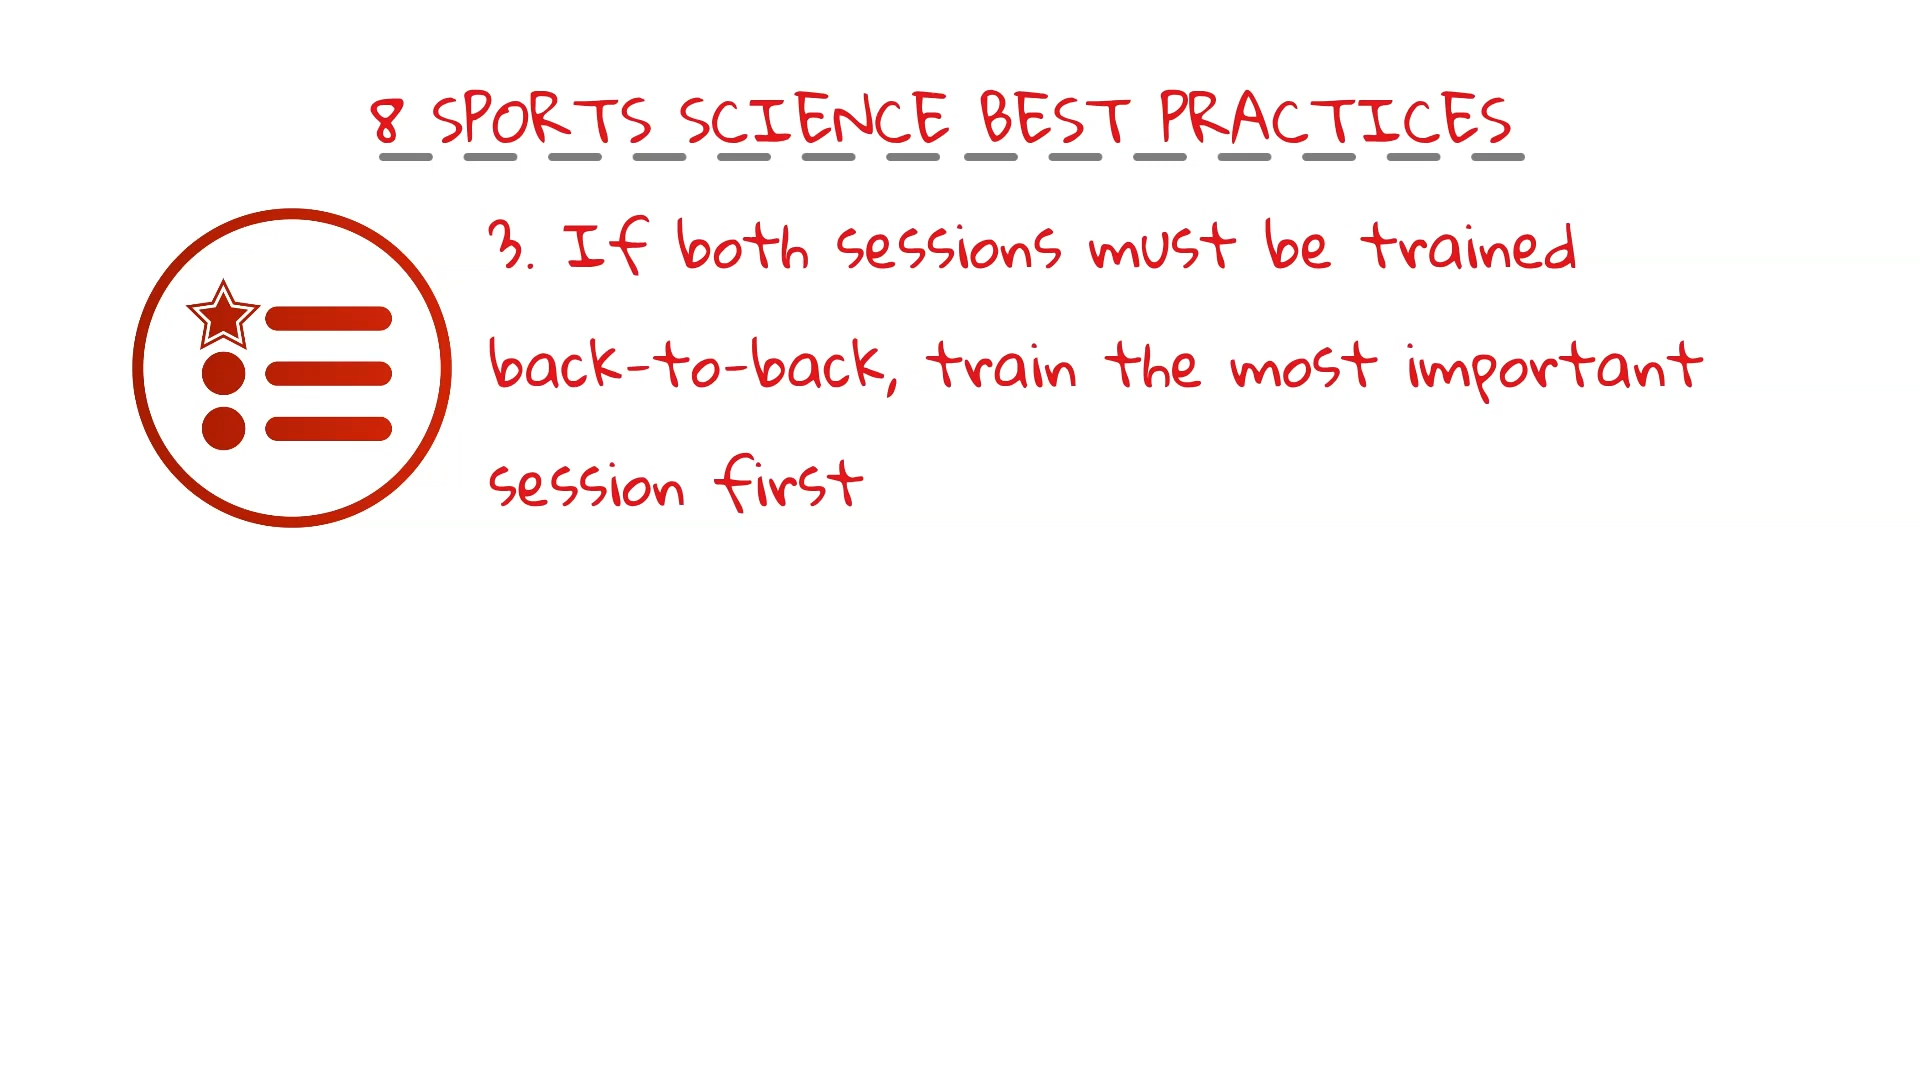 8 SPORTS SCIENCE BEST PRACTICES
3. If both sessions must be trained
back-to-back, train the most important
session first